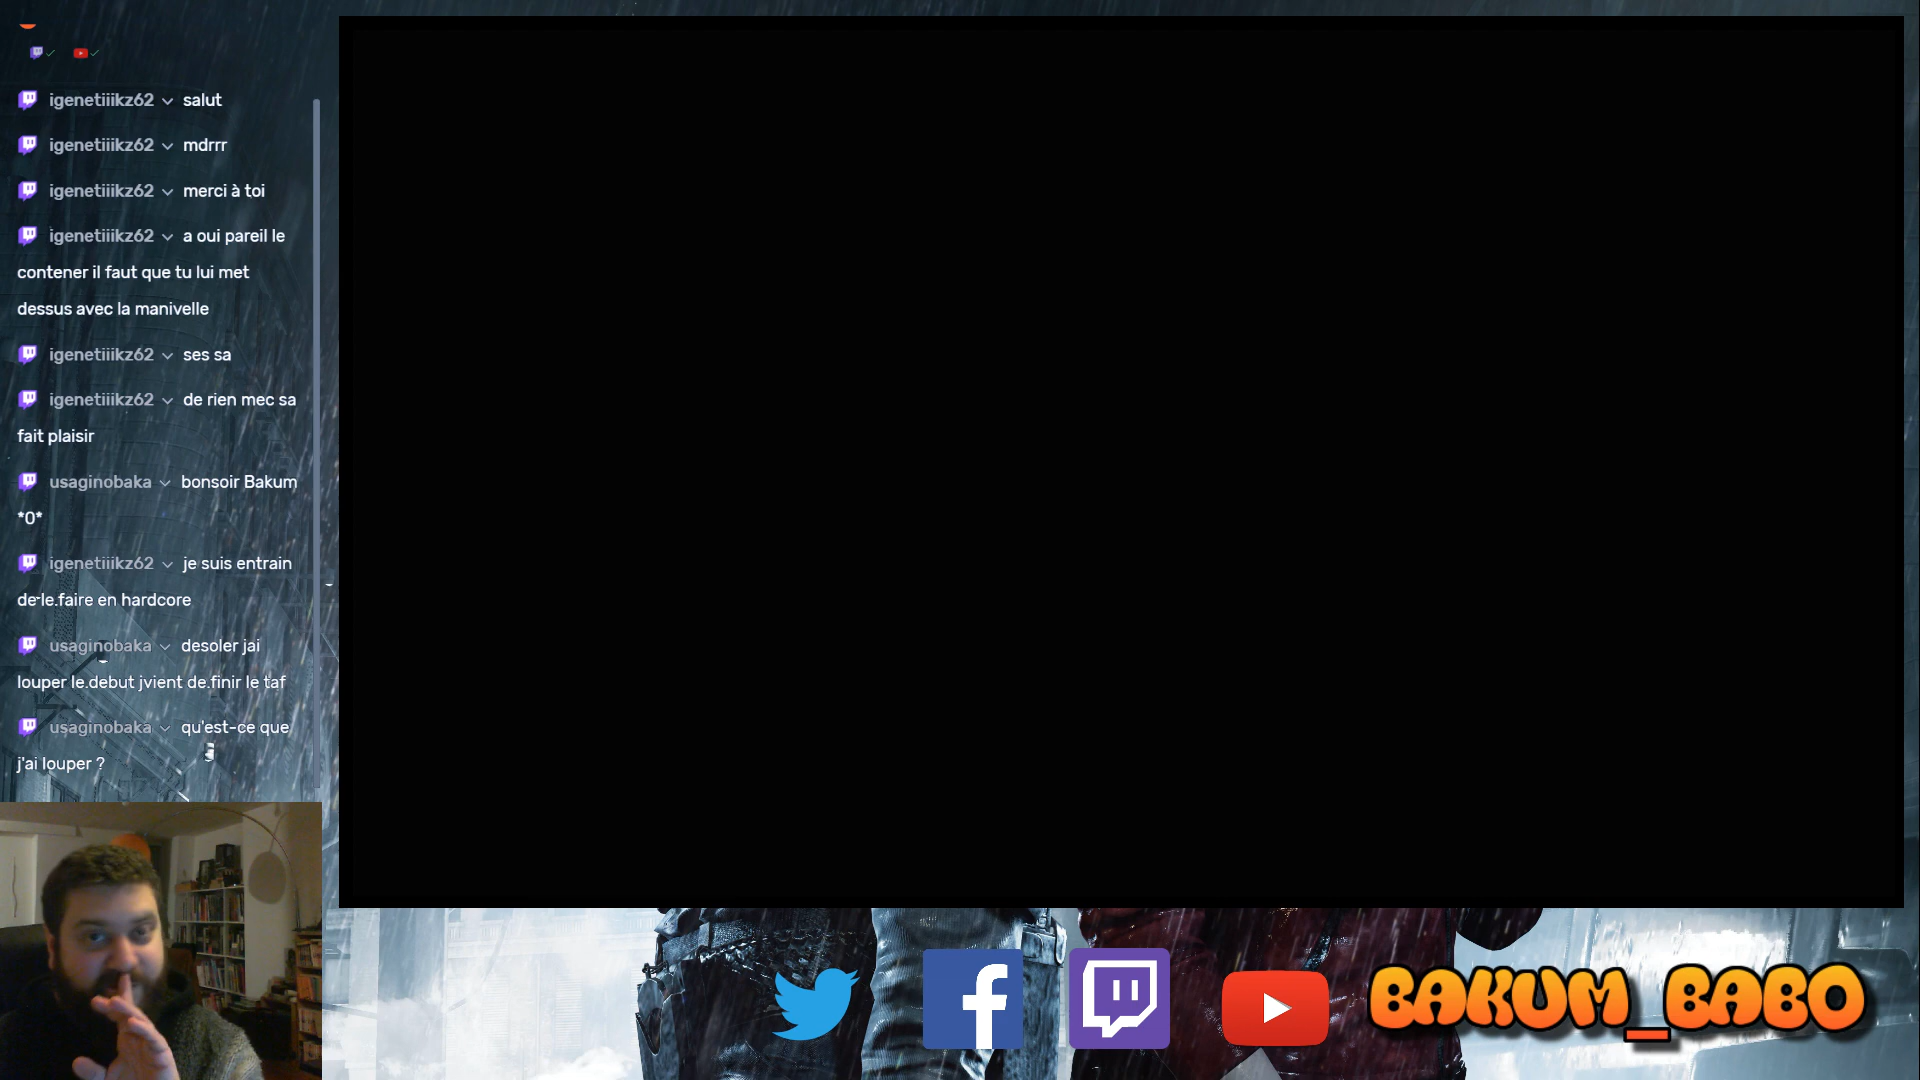 igenetiiikz62 salut
igenetiiikz62 mdrrr
igenetiiikz62 merci à toi
igenetiiikz62 a oui pareil le
contener il faut que tu lui met
dessus avec la manivelle
igenetiiikz62 ses sa
igenetiiikz62 de rien mec sa
fait plaisir
usaginobaka bonsoir Bakum
*0*
igenetiiikz62 je suis entrain
de le.faire en hardcore
usaginobaka desoler jai
louper le.debut jvient de.finir le taf
usaginobaka qu'est-ce que
j'ai louper ?
BAKUM_BABO